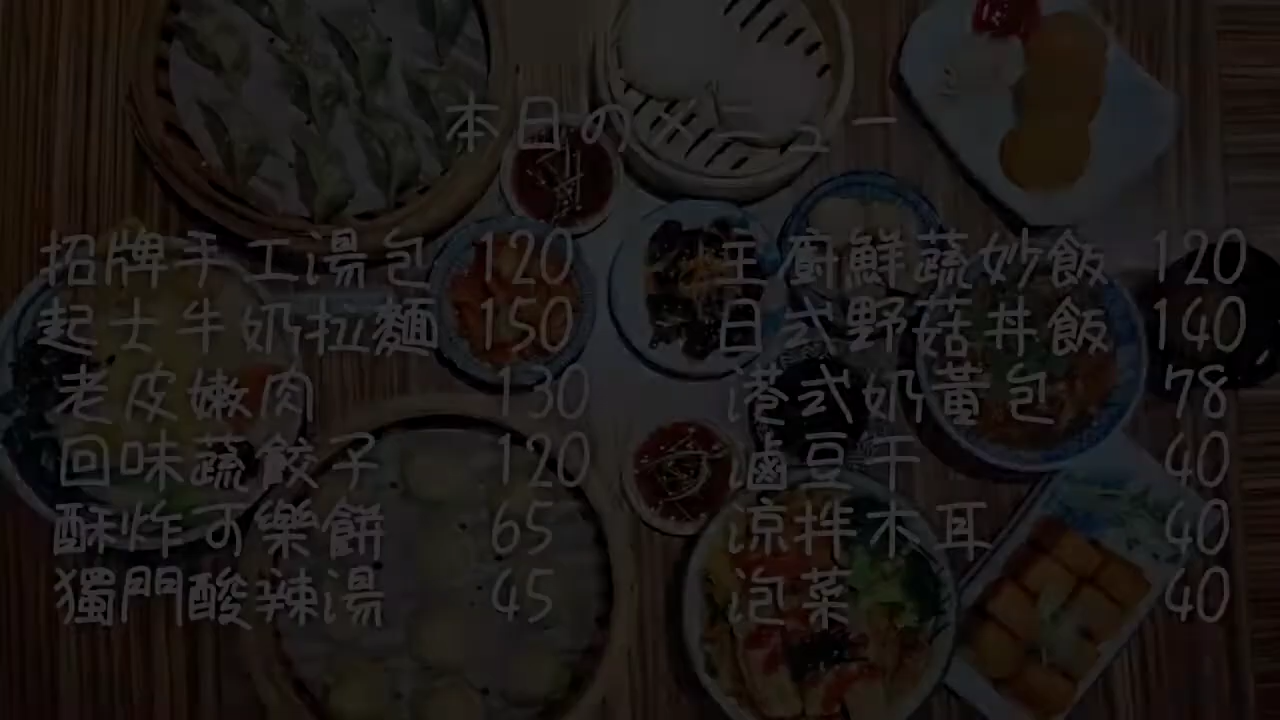 本日のメニュー
招牌手工湯包 120
起士牛奶拉麵 150
老皮嫩肉 130
回味蔬餃子 120
酥炸可樂餅 65
獨門酸辣湯 45
主廚鮮蔬炒飯 120
日式野菇丼飯 140
港式奶黃包 78
滷豆干 40
涼拌木耳 40
泡菜 40